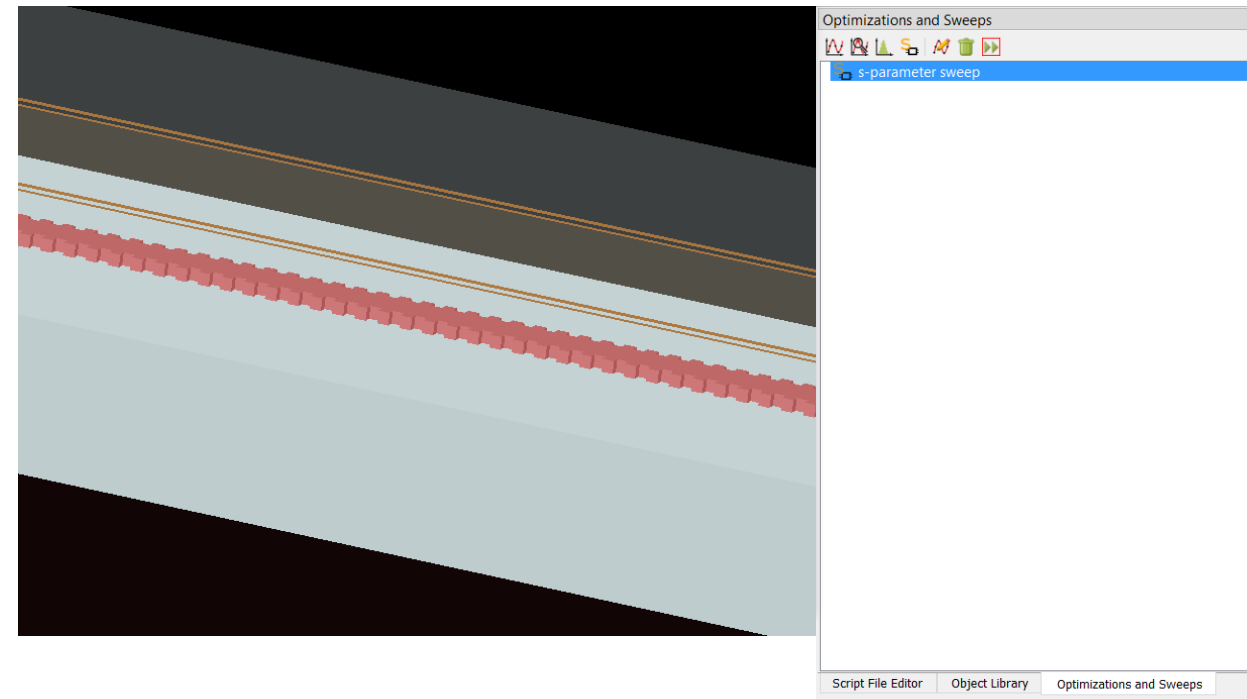 Optimizations and Sweeps
s-parameter sweep
Script File Editor
Object Library
Optimizations and Sweeps